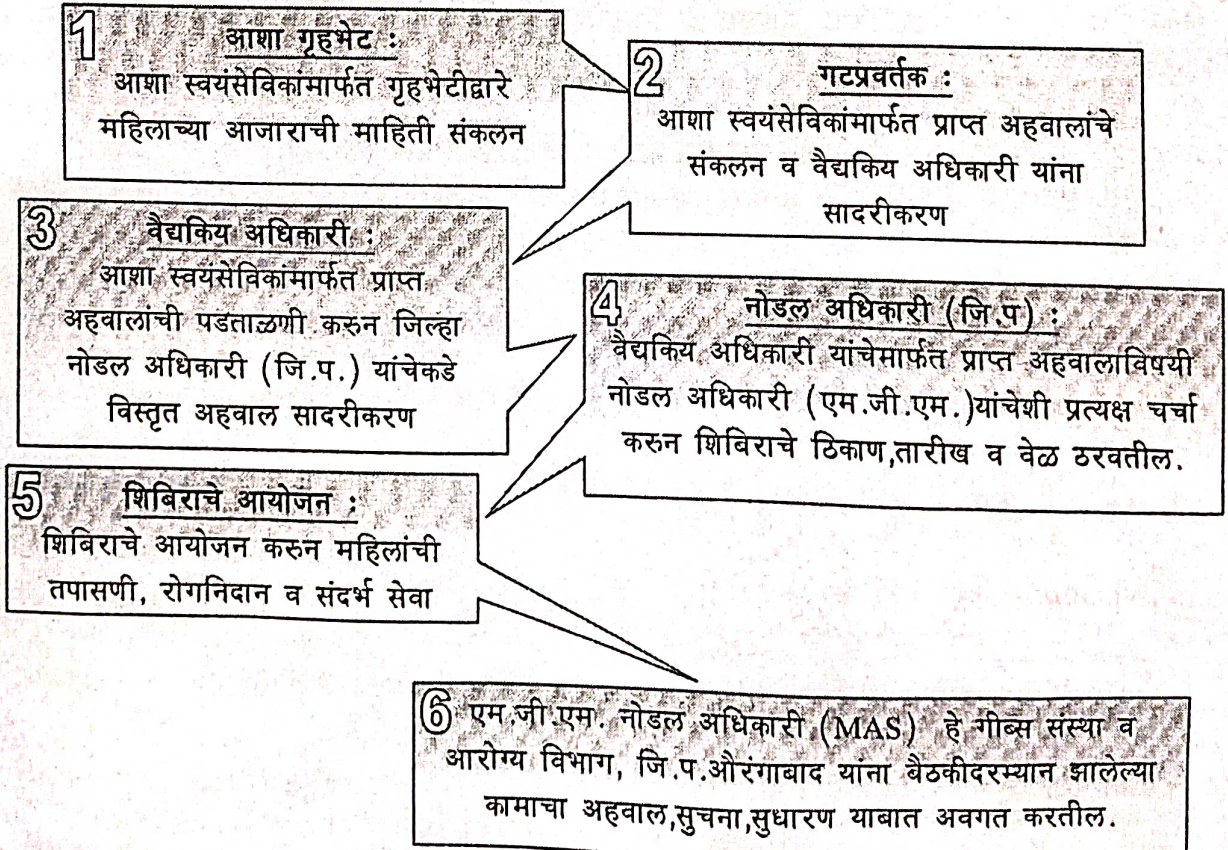 1 आशा गृहभेट :
आशा स्वयंसेविकांमार्फत गृहभेटीद्वारे
महिलाच्या आजाराची माहिती संकलन
2 गटप्रवर्तक :
आशा स्वयंसेविकांमार्फत प्राप्त अहवालांचे
संकलन व वैद्यकिय अधिकारी यांना
सादरीकरण
3 वैद्यकिय अधिकारी :
आशा स्वयंसेविकांमार्फत प्राप्त
अहवालांची पडताळणी करुन जिल्हा
नोडल अधिकारी (जि.प.) यांचेकडे
विस्तृत अहवाल सादरीकरण
4 नोडल अधिकारी (जि.प) :
वैद्यकिय अधिकारी यांचेमार्फत प्राप्त अहवालांविषयी
नोडल अधिकारी (एम.जी.एम.)यांचेशी प्रत्यक्ष चर्चा
करुन शिबिराचे ठिकाण,तारीख व वेळ ठरवतील.
5 शिबिराचे आयोजन :
शिबिराचे आयोजन करुन महिलांची
तपासणी, रोगनिदान व संदर्भ सेवा
6 एम.जी.एम. नोडल अधिकारी (MAS) हे गीब्स संस्था व
आरोग्य विभाग, जि.प.औरंगाबाद यांना बैठकीदरम्यान झालेल्या
कामाचा अहवाल,सुचना,सुधारण याबात अवगत करतील.